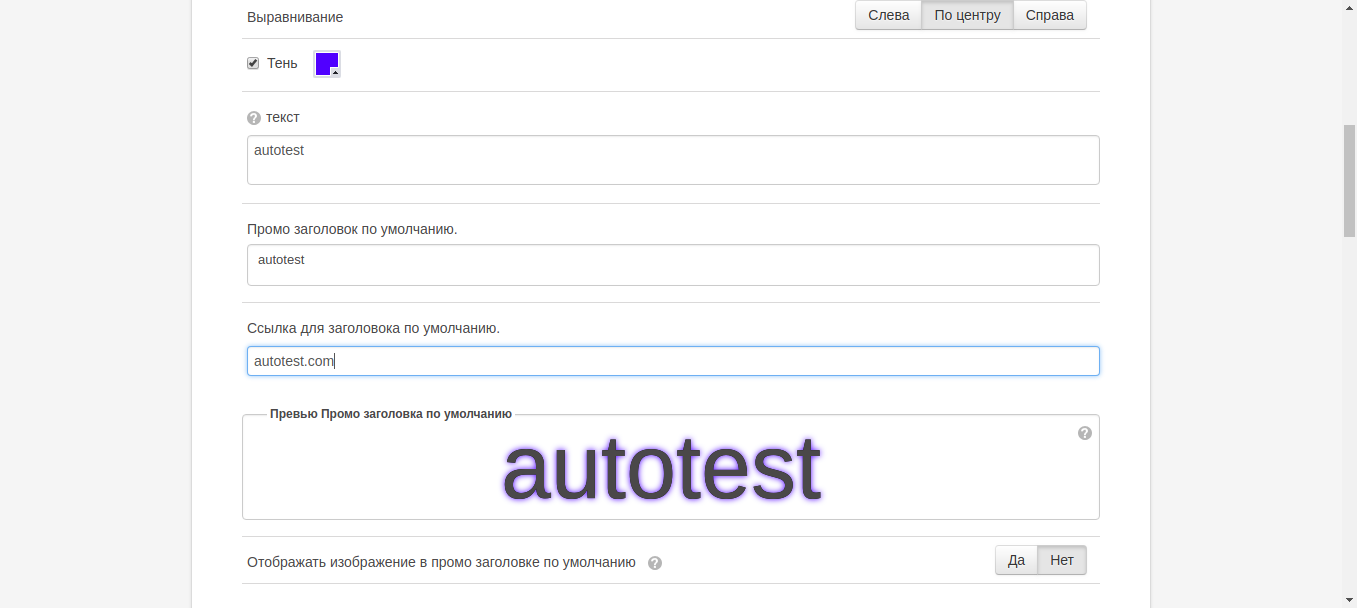 Выравнивание
Слева По центру Справа
Тень
? текст
autotest
Промо заголовок по умолчанию.
autotest
Ссылка для заголовока по умолчанию.
autotest.com
Превью Промо заголовка по умолчанию
?
autotest
Отображать изображение в промо заголовке по умолчанию ?
Да Нет